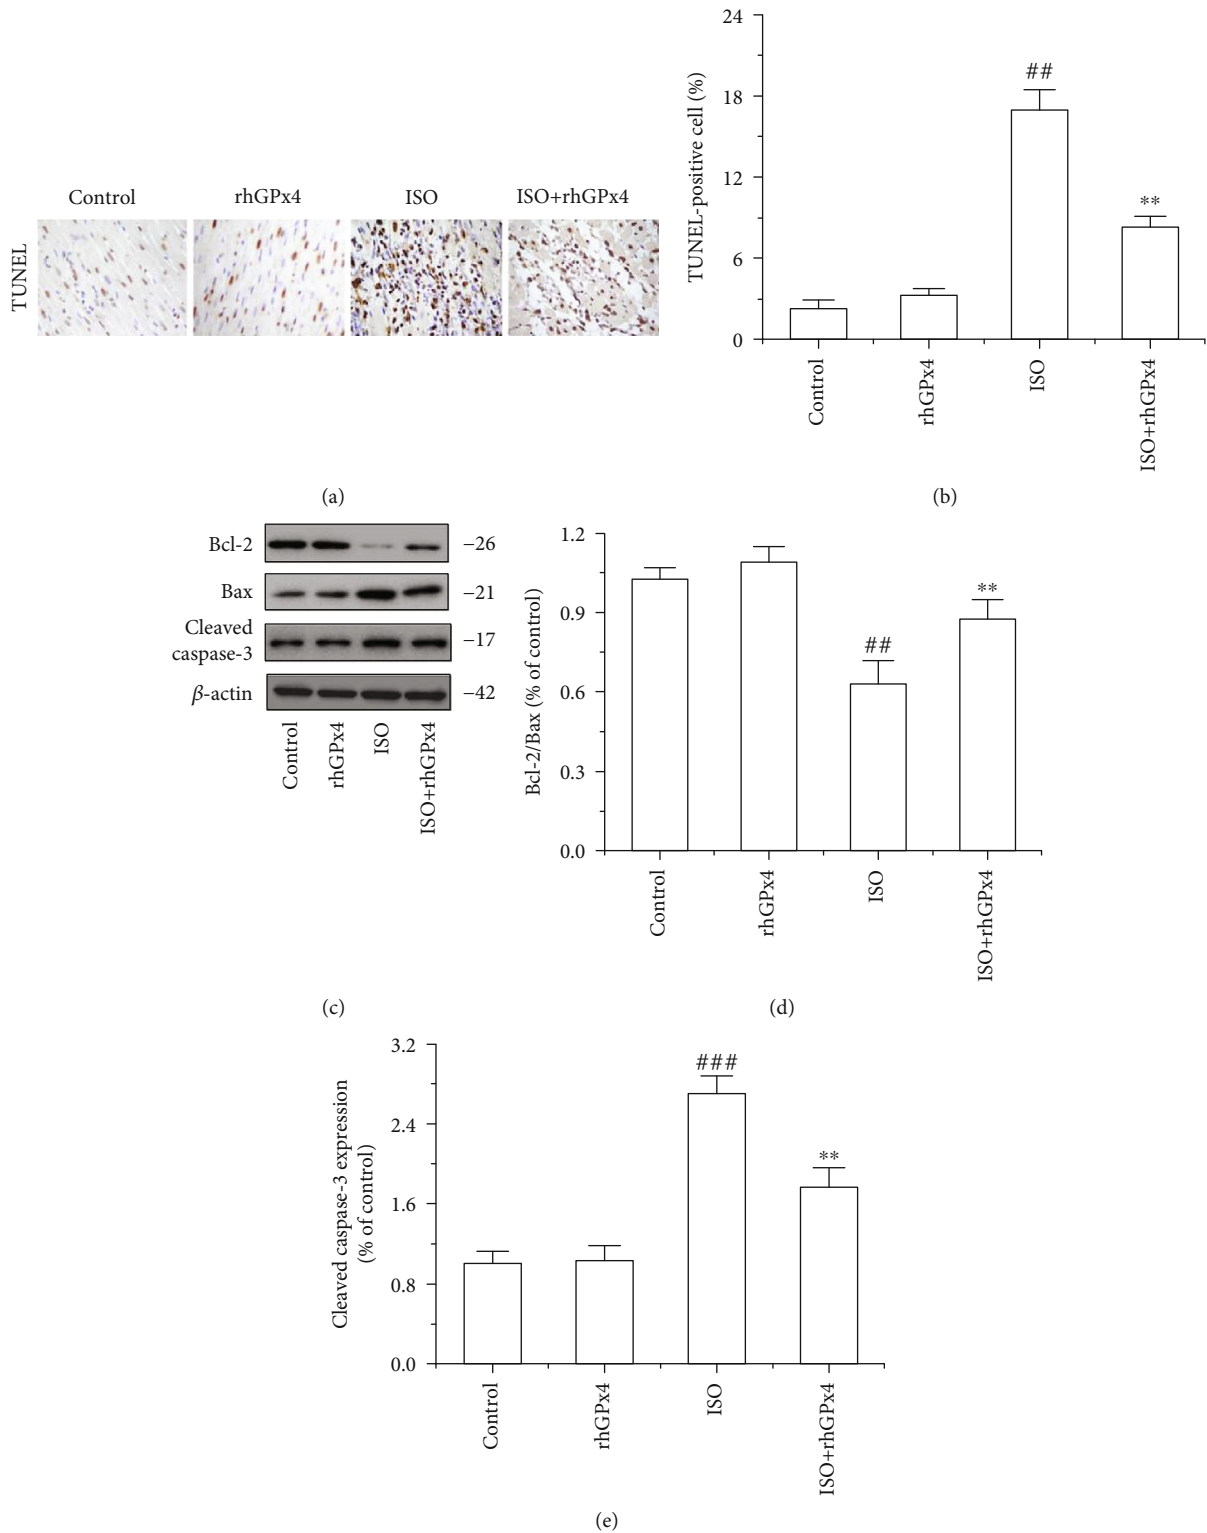 Control rhGPx4 ISO ISO+rhGPx4
TUNEL
(a)
TUNEL-positive cell (%)
24
18
12
6
0
##
**
Control rhGPx4 ISO ISO+rhGPx4
(b)
Bcl-2 −26
Bax −21
Cleaved
caspase-3 −17
β-actin −42
Control rhGPx4 ISO ISO+rhGPx4
(c)
Bcl-2/Bax (% of control)
1.2
0.9
0.6
0.3
0.0
##
**
Control rhGPx4 ISO ISO+rhGPx4
(d)
Cleaved caspase-3 expression
(% of control)
3.2
2.4
1.6
0.8
0.0
###
**
Control rhGPx4 ISO ISO+rhGPx4
(e)